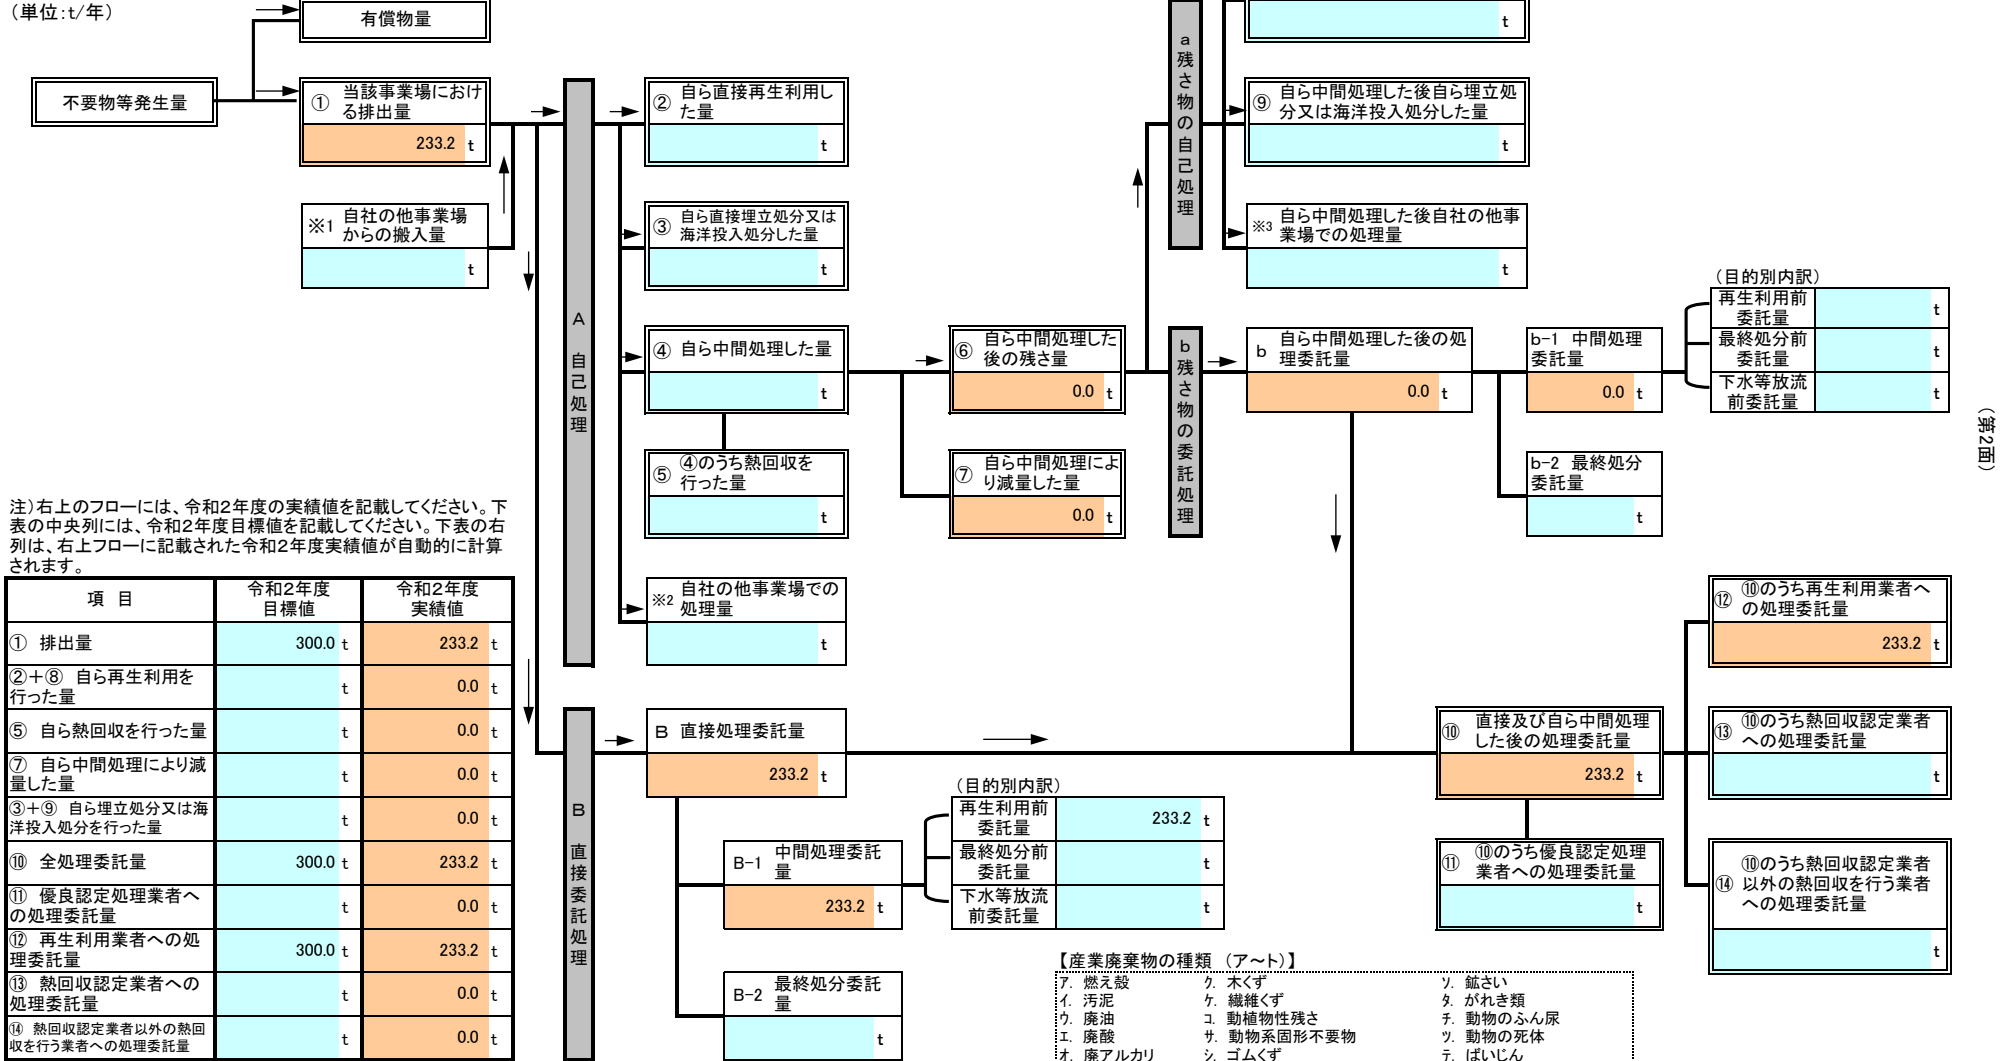 （単位：t/年）
有償物量
不要物等発生量
①
当該事業場におけ
る排出量
233.2 t
※1
自社の他事業場
からの搬入量
t
A
自己処理
②
自ら直接再生利用し
た量
t
③
自ら直接埋立処分又は
海洋投入処分した量
t
④ 自ら中間処理した量
t
⑤
④のうち熱回収を
行った量
t
※2
自社の他事業場での
処理量
t
⑥
自ら中間処理した
後の残さ量
0.0 t
⑦
自ら中間処理によ
り減量した量
0.0 t
a残さ物の自己処理
t
⑨
自ら中間処理した後自ら埋立処
分又は海洋投入処分した量
t
※3
自ら中間処理した後自社の他事
業場での処理量
t
b残さ物の委託処理
b
自ら中間処理した後の処
理委託量
0.0 t
b-1 中間処理
委託量
0.0 t
b-2 最終処分
委託量
t
（目的別内訳）
再生利用前
委託量
t
最終処分前
委託量
t
下水等放流
前委託量
t
（第2面）
注）右上のフローには、令和２年度の実績値を記載してください。下
表の中央列には、令和２年度目標値を記載してください。下表の右
列は、右上フローに記載された令和２年度実績値が自動的に計算
されます。
項 目
令和２年度
目標値
令和２年度
実績値
① 排出量 300.0 t 233.2 t
②＋⑧ 自ら再生利用を
行った量
t 0.0 t
⑤ 自ら熱回収を行った量 t 0.0 t
⑦ 自ら中間処理により減
量した量
t 0.0 t
③＋⑨ 自ら埋立処分又は海
洋投入処分を行った量
t 0.0 t
⑩ 全処理委託量 300.0 t 233.2 t
⑪ 優良認定処理業者へ
の処理委託量
t 0.0 t
⑫ 再生利用業者への処
理委託量
300.0 t 233.2 t
⑬ 熱回収認定業者への
処理委託量
t 0.0 t
⑭ 熱回収認定業者以外の熱回
収を行う業者への処理委託量
t 0.0 t
B
直接委託処理
B 直接処理委託量
233.2 t
B-1
中間処理委託
量
233.2 t
B-2
最終処分委託
量
t
（目的別内訳）
再生利用前
委託量
233.2 t
最終処分前
委託量
t
下水等放流
前委託量
t
⑩
直接及び自ら中間処理
した後の処理委託量
233.2 t
⑪
⑩のうち優良認定処理
業者への処理委託量
t
⑫
⑩のうち再生利用業者へ
の処理委託量
233.2 t
⑬
⑩のうち熱回収認定業者
への処理委託量
t
⑭
⑩のうち熱回収認定業者
以外の熱回収を行う業者
への処理委託量
t
【産業廃棄物の種類 （ア～ト）】
ア. 燃え殻 ク. 木くず ソ. 鉱さい
イ. 汚泥 ケ. 繊維くず タ. がれき類
ウ. 廃油 コ. 動植物性残さ チ. 動物のふん尿
エ. 廃酸 サ. 動物系固形不要物 ツ. 動物の死体
オ. 廃アルカリ シ. ゴムくず テ. ばいじん